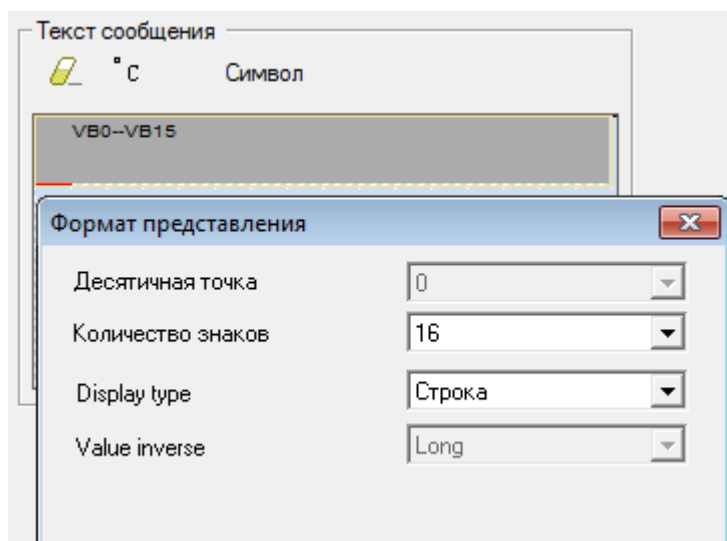 Текст сообщения
°C Символ
VB0--VB15
Формат представления
Десятичная точка 0
Количество знаков 16
Display type Строка
Value inverse Long